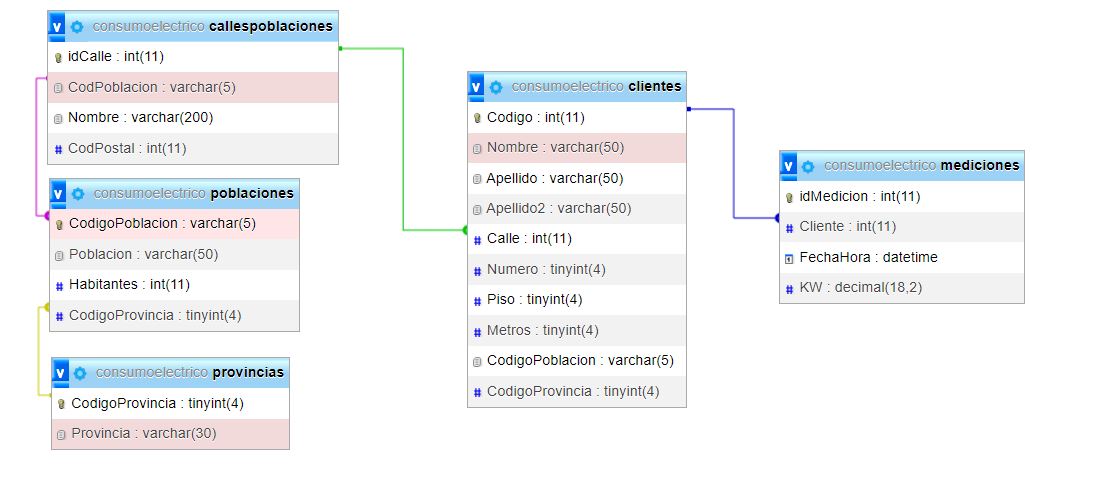 consumoelectrico callespoblaciones
idCalle : int(11)
CodPoblacion : varchar(5)
Nombre : varchar(200)
CodPostal : int(11)
consumoelectrico poblaciones
CodigoPoblacion : varchar(5)
Poblacion : varchar(50)
Habitantes : int(11)
CodigoProvincia : tinyint(4)
consumoelectrico provincias
CodigoProvincia : tinyint(4)
Provincia : varchar(30)
consumoelectrico clientes
Codigo : int(11)
Nombre : varchar(50)
Apellido : varchar(50)
Apellido2 : varchar(50)
Calle : int(11)
Numero : tinyint(4)
Piso : tinyint(4)
Metros : tinyint(4)
CodigoPoblacion : varchar(5)
CodigoProvincia : tinyint(4)
consumoelectrico mediciones
idMedicion : int(11)
Cliente : int(11)
FechaHora : datetime
KW : decimal(18,2)